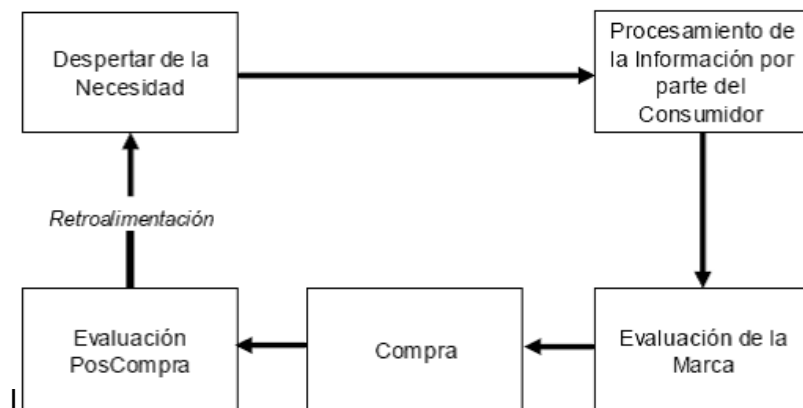 Despertar de la
Necesidad
Procesamiento de
la Información por
parte del
Consumidor
Retroalimentación
Evaluación
PosCompra
Compra
Evaluación de la
Marca